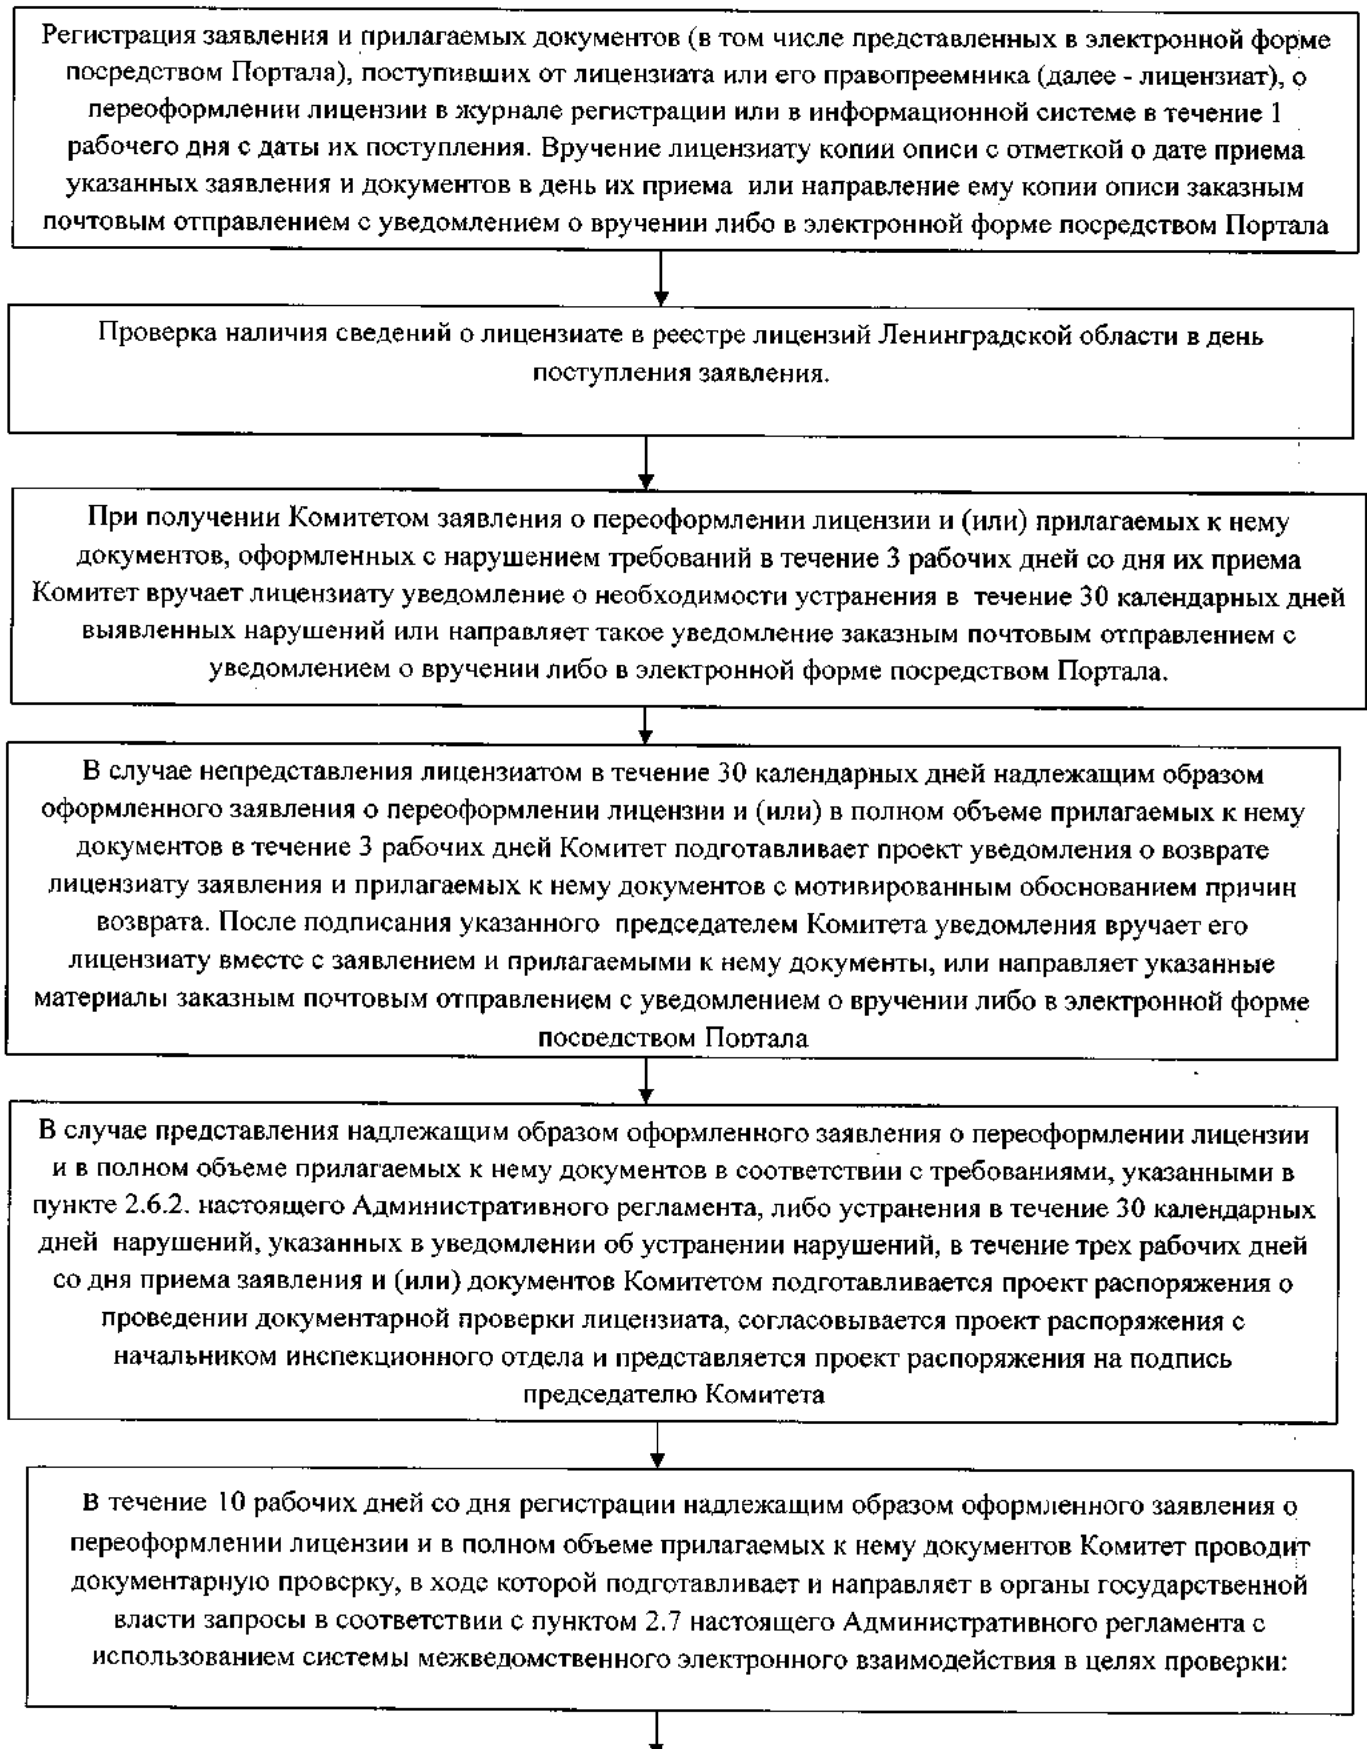 Регистрация заявления и прилагаемых документов (в том числе представленных в электронной форме
посредством Портала), поступивших от лицензиата или его правопреемника (далее - лицензиат), о
переоформлении лицензии в журнале регистрации или в информационной системе в течение 1
рабочего дня с даты их поступления. Вручение лицензиату копии описи с отметкой о дате приема
указанных заявления и документов в день их приема или направление ему копии описи заказным
почтовым отправлением с уведомлением о вручении либо в электронной форме посредством Портала
Проверка наличия сведений о лицензиате в реестре лицензий Ленинградской области в день
поступления заявления.
При получении Комитетом заявления о переоформлении лицензии и (или) прилагаемых к нему
документов, оформленных с нарушением требований в течение 3 рабочих дней со дня их приема
Комитет вручает лицензиату уведомление о необходимости устранения в течение 30 календарных дней
выявленных нарушений или направляет такое уведомление заказным почтовым отправлением с
уведомлением о вручении либо в электронной форме посредством Портала.
В случае непредставления лицензиатом в течение 30 календарных дней надлежащим образом
оформленного заявления о переоформлении лицензии и (или) в полном объеме прилагаемых к нему
документов в течение 3 рабочих дней Комитет подготавливает проект уведомления о возврате
лицензиату заявления и прилагаемых к нему документов с мотивированным обоснованием причин
возврата. После подписания указанного председателем Комитета уведомления вручает его
лицензиату вместе с заявлением и прилагаемыми к нему документы, или направляет указанные
материалы заказным почтовым отправлением с уведомлением о вручении либо в электронной форме
посредством Портала
В случае представления надлежащим образом оформленного заявления о переоформлении лицензии
и в полном объеме прилагаемых к нему документов в соответствии с требованиями, указанными в
пункте 2.6.2. настоящего Административного регламента, либо устранения в течение 30 календарных
дней нарушений, указанных в уведомлении об устранении нарушений, в течение трех рабочих дней
со дня приема заявления и (или) документов Комитетом подготавливается проект распоряжения о
проведении документарной проверки лицензиата, согласовывается проект распоряжения с
начальником инспекционного отдела и представляется проект распоряжения на подпись
председателю Комитета
В течение 10 рабочих дней со дня регистрации надлежащим образом оформленного заявления о
переоформлении лицензии и в полном объеме прилагаемых к нему документов Комитет проводит
документарную проверку, в ходе которой подготавливает и направляет в органы государственной
власти запросы в соответствии с пунктом 2.7 настоящего Административного регламента с
использованием системы межведомственного электронного взаимодействия в целях проверки: